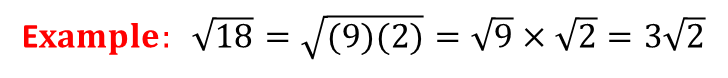 Example: √18 = √(9)(2) = √9 × √2 = 3√2